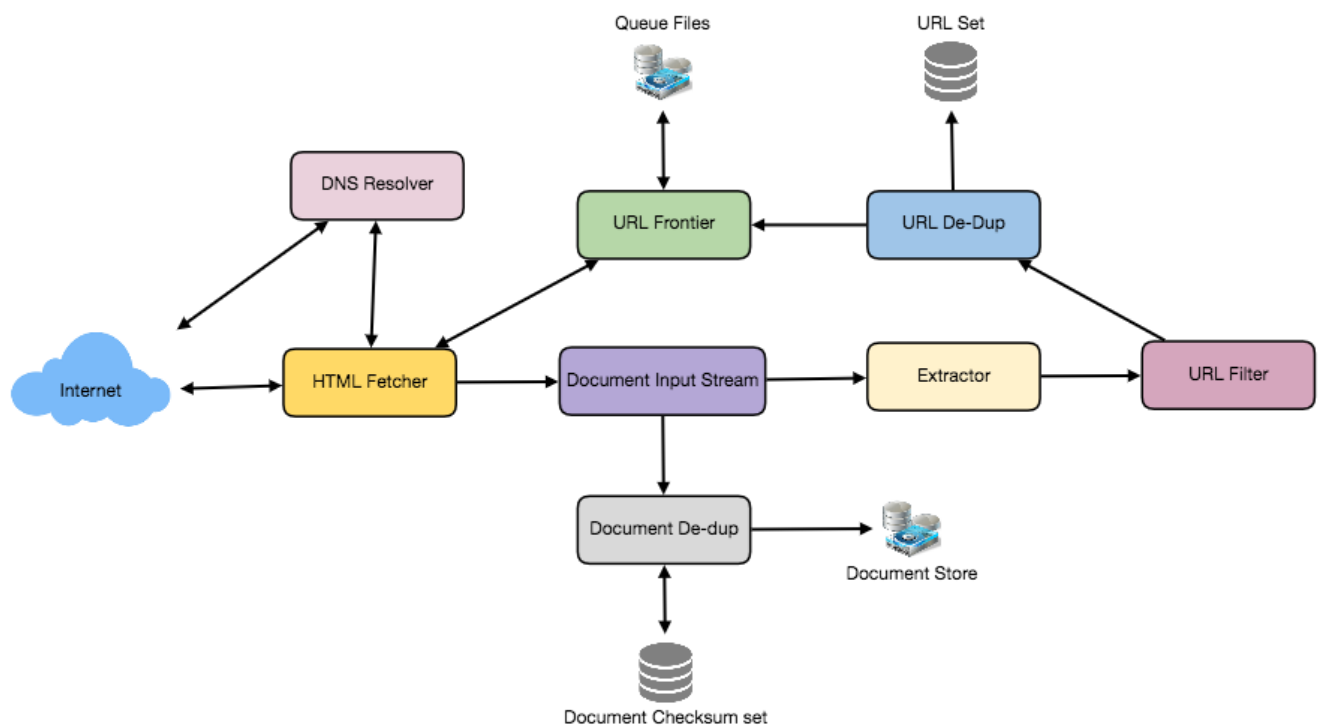 Queue Files
URL Set
DNS Resolver
URL Frontier
URL De-Dup
Internet
HTML Fetcher
Document Input Stream
Extractor
URL Filter
Document De-dup
Document Store
Document Checksum set